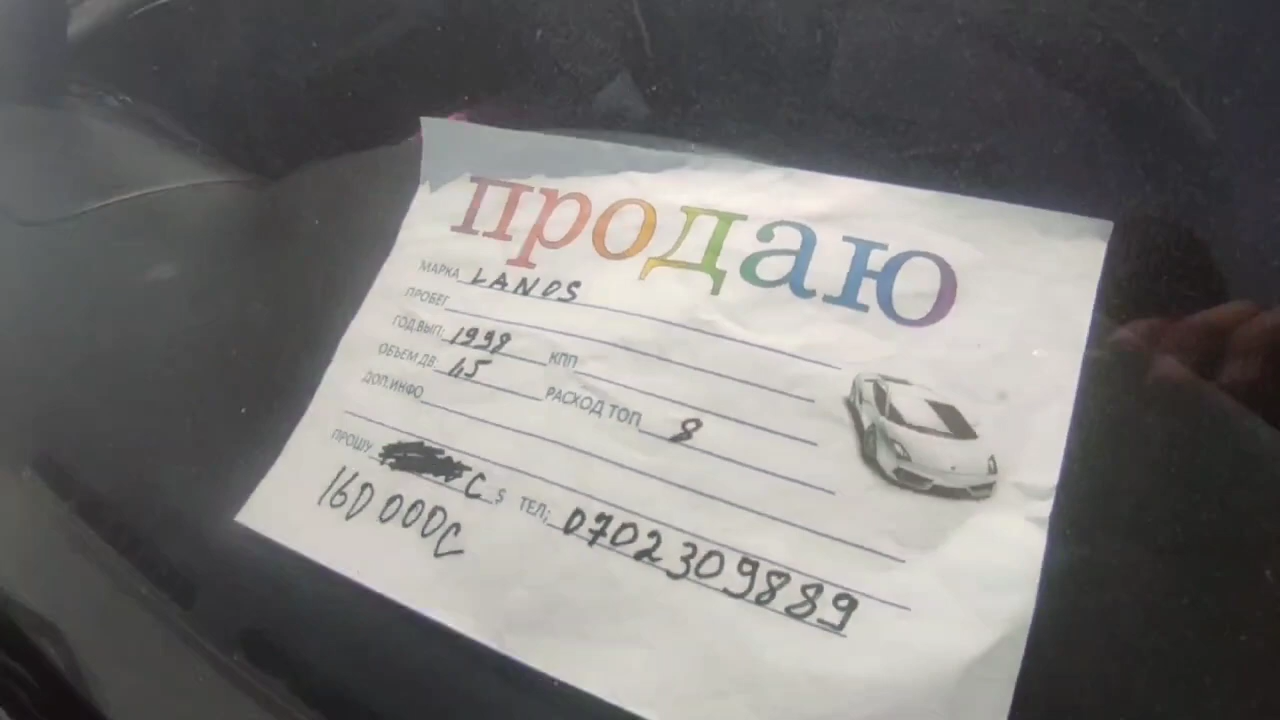 продаю
МАРКА LANOS
ПРОБЕГ
ГОД.ВЫП: 1998 КПП
ОБЪЕМ ДВ: 1,5 РАСХОД ТОП 8
ДОП.ИНФО
ПРОШУ С $ ТЕЛ; 0702309889
160 000С